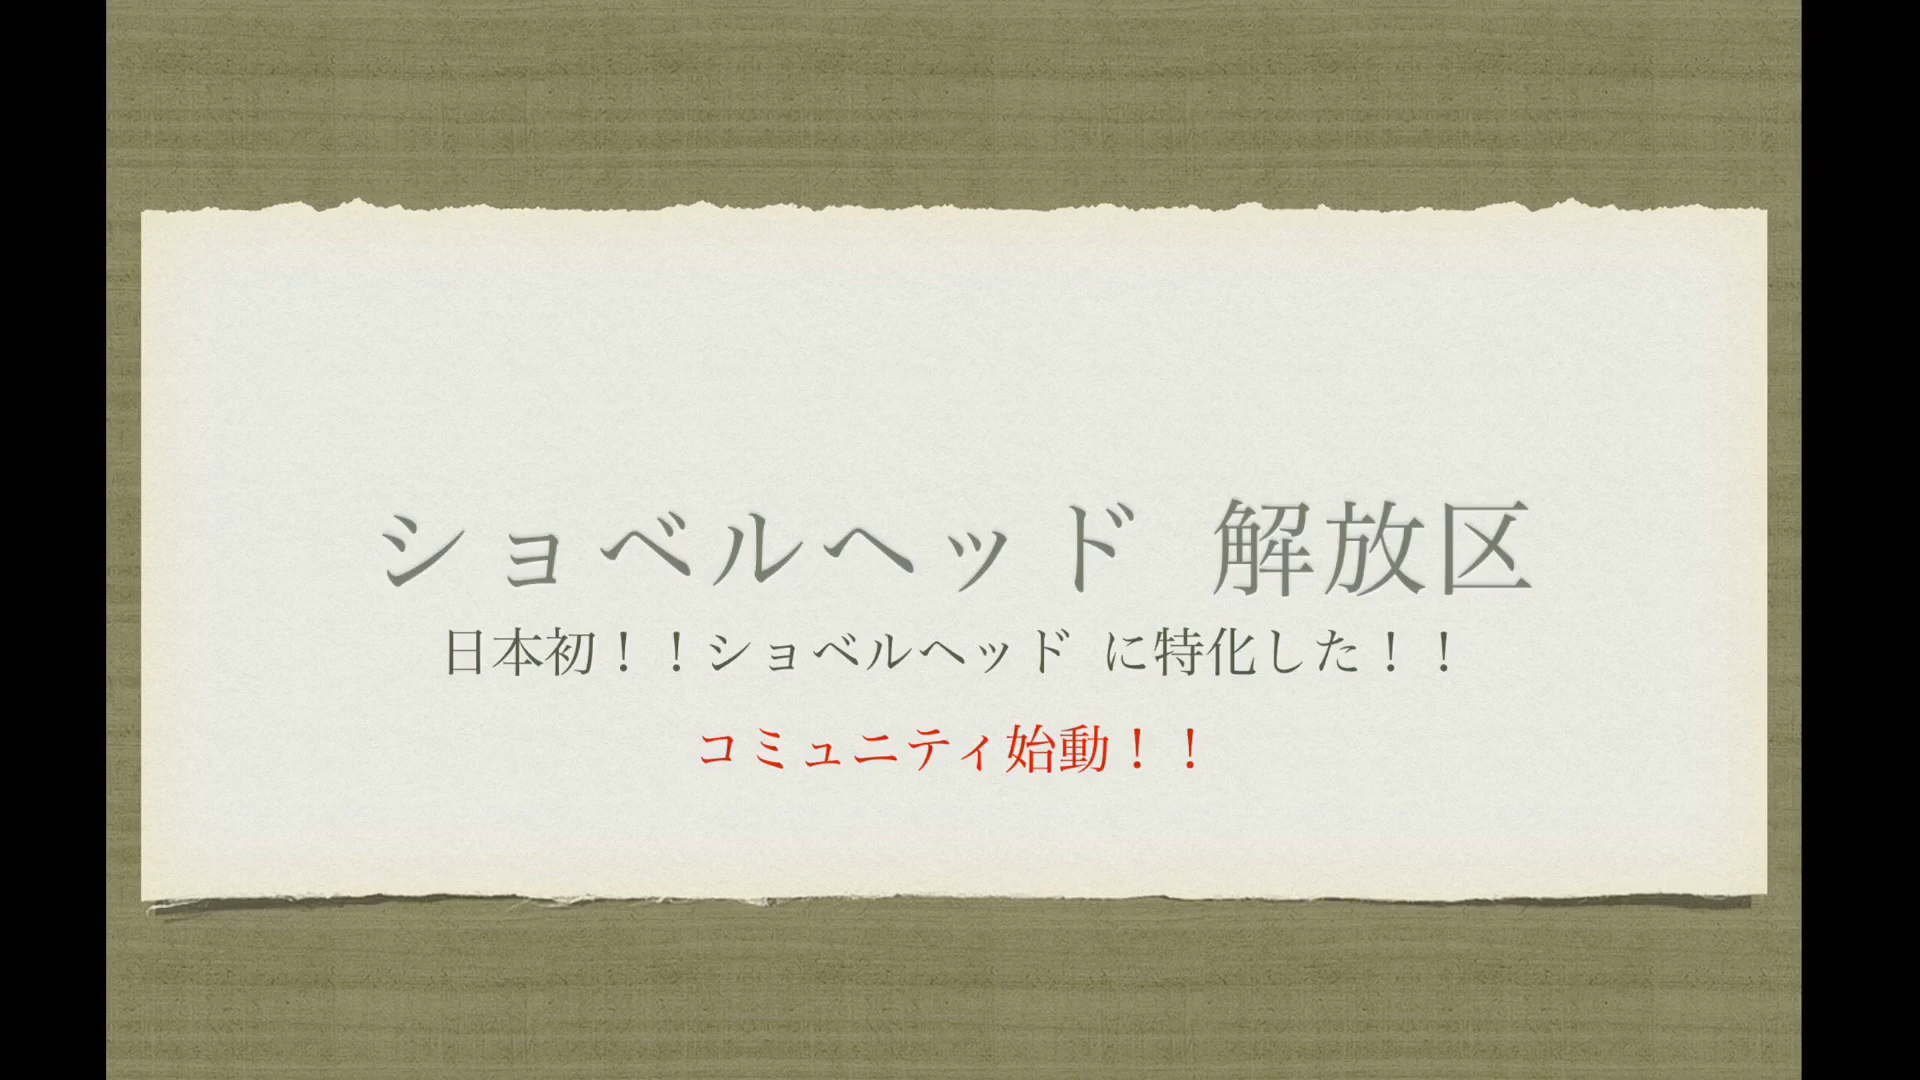 ショベルヘッド 解放区
日本初！！ショベルヘッド に特化した！！
コミュニティ始動！！